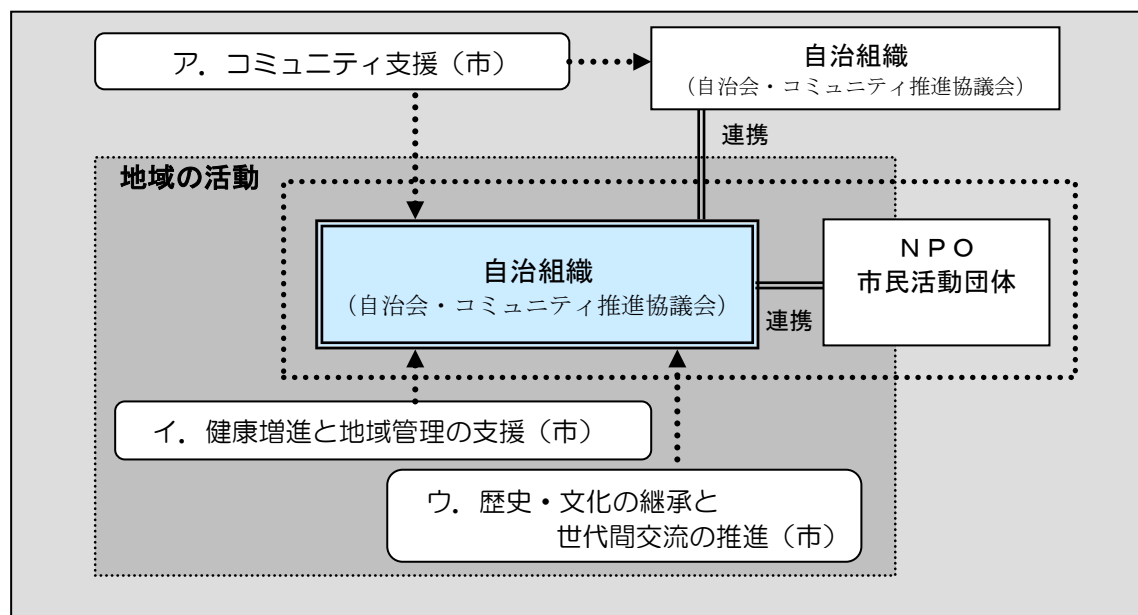 ア．コミュニティ支援（市）
自治組織
（自治会・コミュニティ推進協議会）
連携
地域の活動
自治組織
（自治会・コミュニティ推進協議会）
連携
ＮＰＯ
市民活動団体
イ．健康増進と地域管理の支援（市）
ウ．歴史・文化の継承と
世代間交流の推進（市）